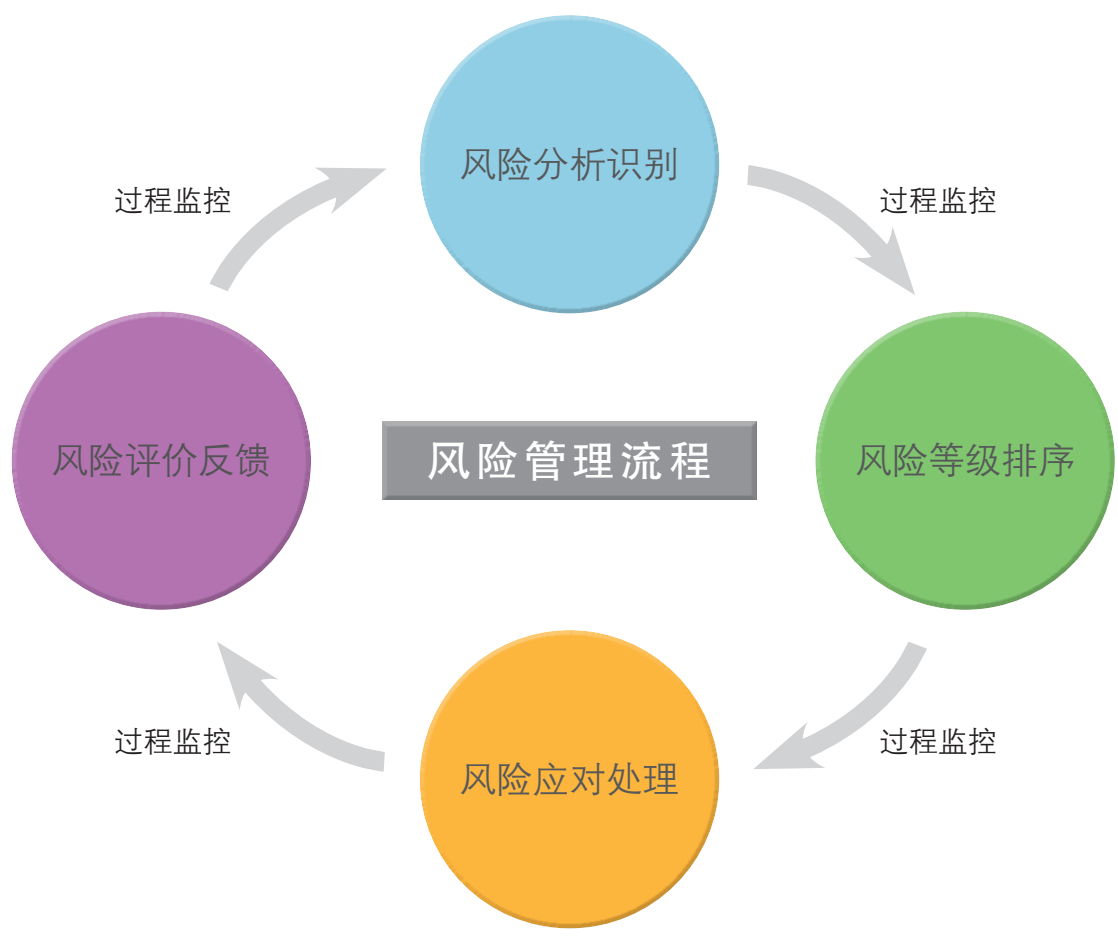 风险分析识别
过程监控
过程监控
风险评价反馈
风险管理流程
风险等级排序
过程监控
过程监控
风险应对处理